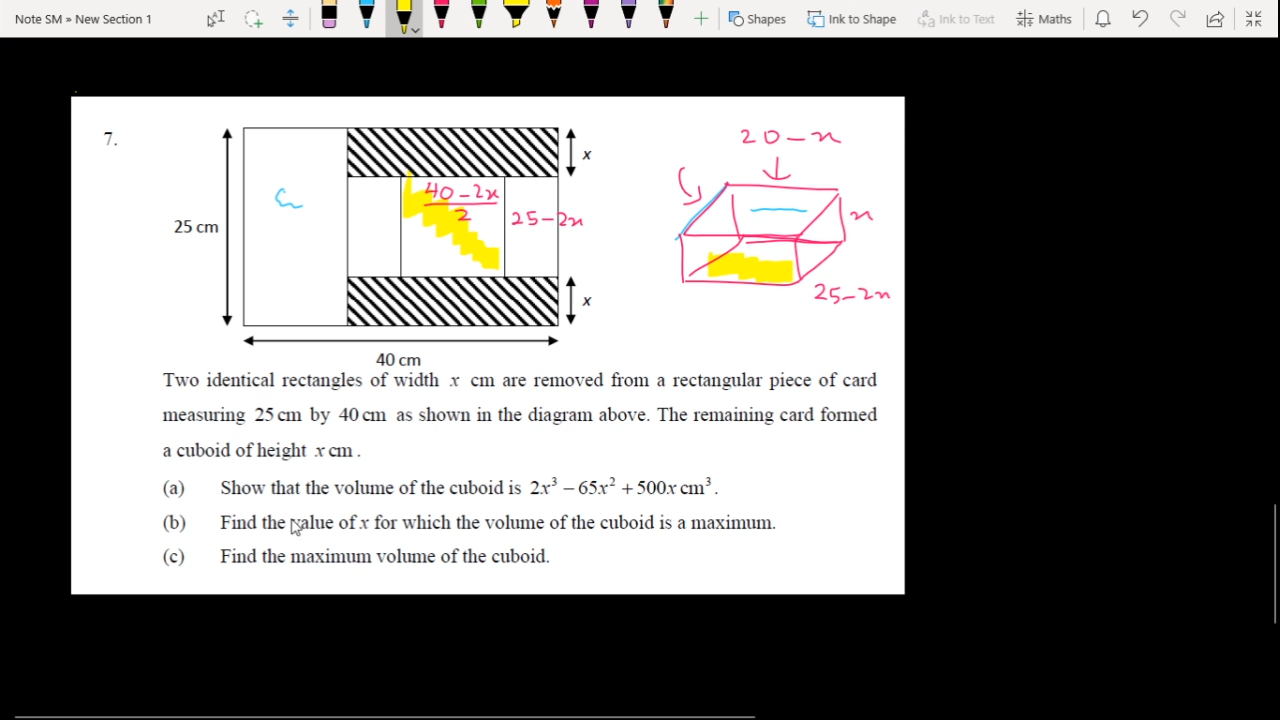 Note SM » New Section 1
Shapes
Ink to Shape
Ink to Text
Maths
7.
25 cm
x
x
40 cm
40-2x
2
25-2x
20-x
x
25-2x
Two identical rectangles of width x cm are removed from a rectangular piece of card
measuring 25 cm by 40 cm as shown in the diagram above. The remaining card formed
a cuboid of height x cm .
(a) Show that the volume of the cuboid is 2x³ – 65x² + 500x cm³.
(b) Find the value of x for which the volume of the cuboid is a maximum.
(c) Find the maximum volume of the cuboid.